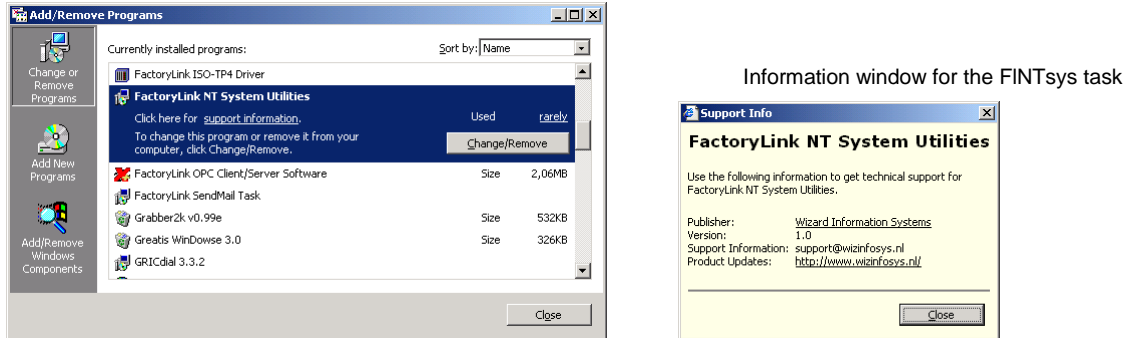 Add/Remove Programs
Change or
Remove
Programs
Add New
Programs
Add/Remove
Windows
Components
Currently installed programs:
Sort by: Name
FactoryLink ISO-TP4 Driver
FactoryLink NT System Utilities
Click here for support information.
Used rarely
To change this program or remove it from your
computer, click Change/Remove.
Change/Remove
FactoryLink OPC Client/Server Software Size 2,06MB
FactoryLink SendMail Task
Grabber2k v0.99e Size 532KB
Greatis WinDowse 3.0 Size 326KB
GRICdial 3.3.2
Close
Information window for the FlNTsys task
Support Info
FactoryLink NT System Utilities
Use the following information to get technical support for
FactoryLink NT System Utilities.
Publisher: Wizard Information Systems
Version: 1.0
Support Information: support@wizinfosys.nl
Product Updates: http://www.wizinfosys.nl/
Close